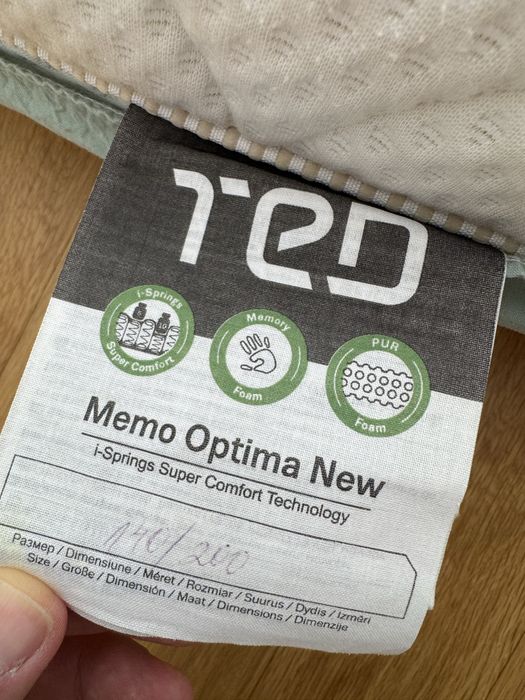 TED
i-Springs
Super Comfort
Memory
Foam
PUR
Foam
Memo Optima New
i-Springs Super Comfort Technology
140/200
Размер / Dimensiune / Méret / Rozmiar / Suurus / Dydis / Izmēri
Size / Größe / Dimensión / Maat / Dimensions / Dimenzije